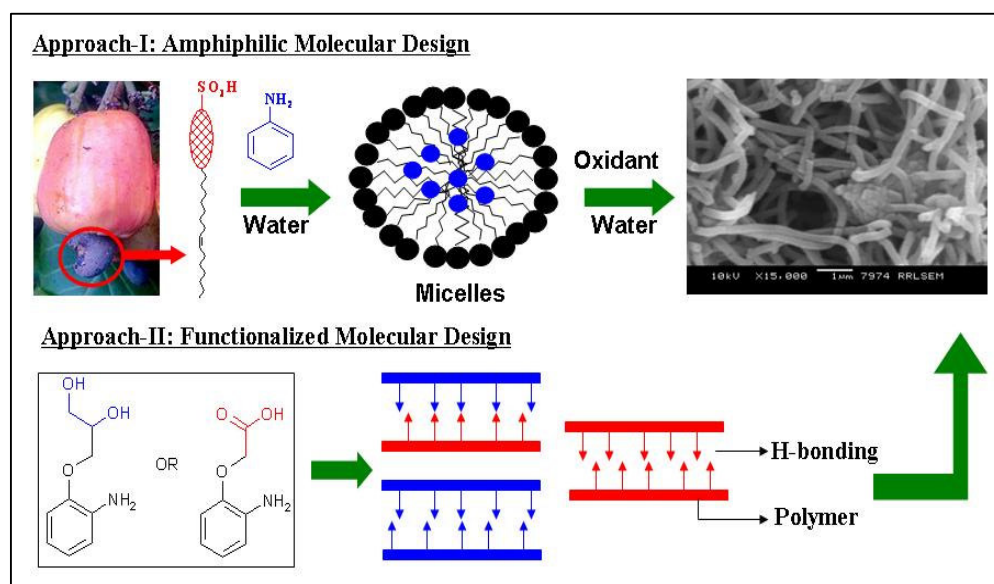 Approach-I: Amphiphilic Molecular Design
SO3H
NH2
Water
Micelles
Oxidant
Water
10kV X15,000 1µm 7974 RRLSEM
Approach-II: Functionalized Molecular Design
OH
OH
O
NH2
OR
O
OH
O
NH2
H-bonding
Polymer